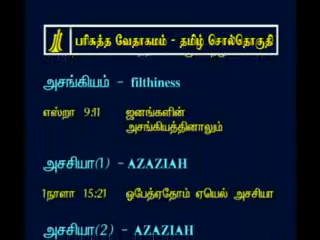 பரிசுத்த வேதாகமம் - தமிழ் சொல்தொகுதி
அசங்கியம் - filthiness
எஸ்றா 9:11 ஜனங்களின்
அசங்கியத்தினாலும்
அசசியா(1) - AZAZIAH
1நாளா 15:21 ஓபேத்ஏதோம் ஏயெல் அசசியா
அசசியா(2) - AZAZIAH